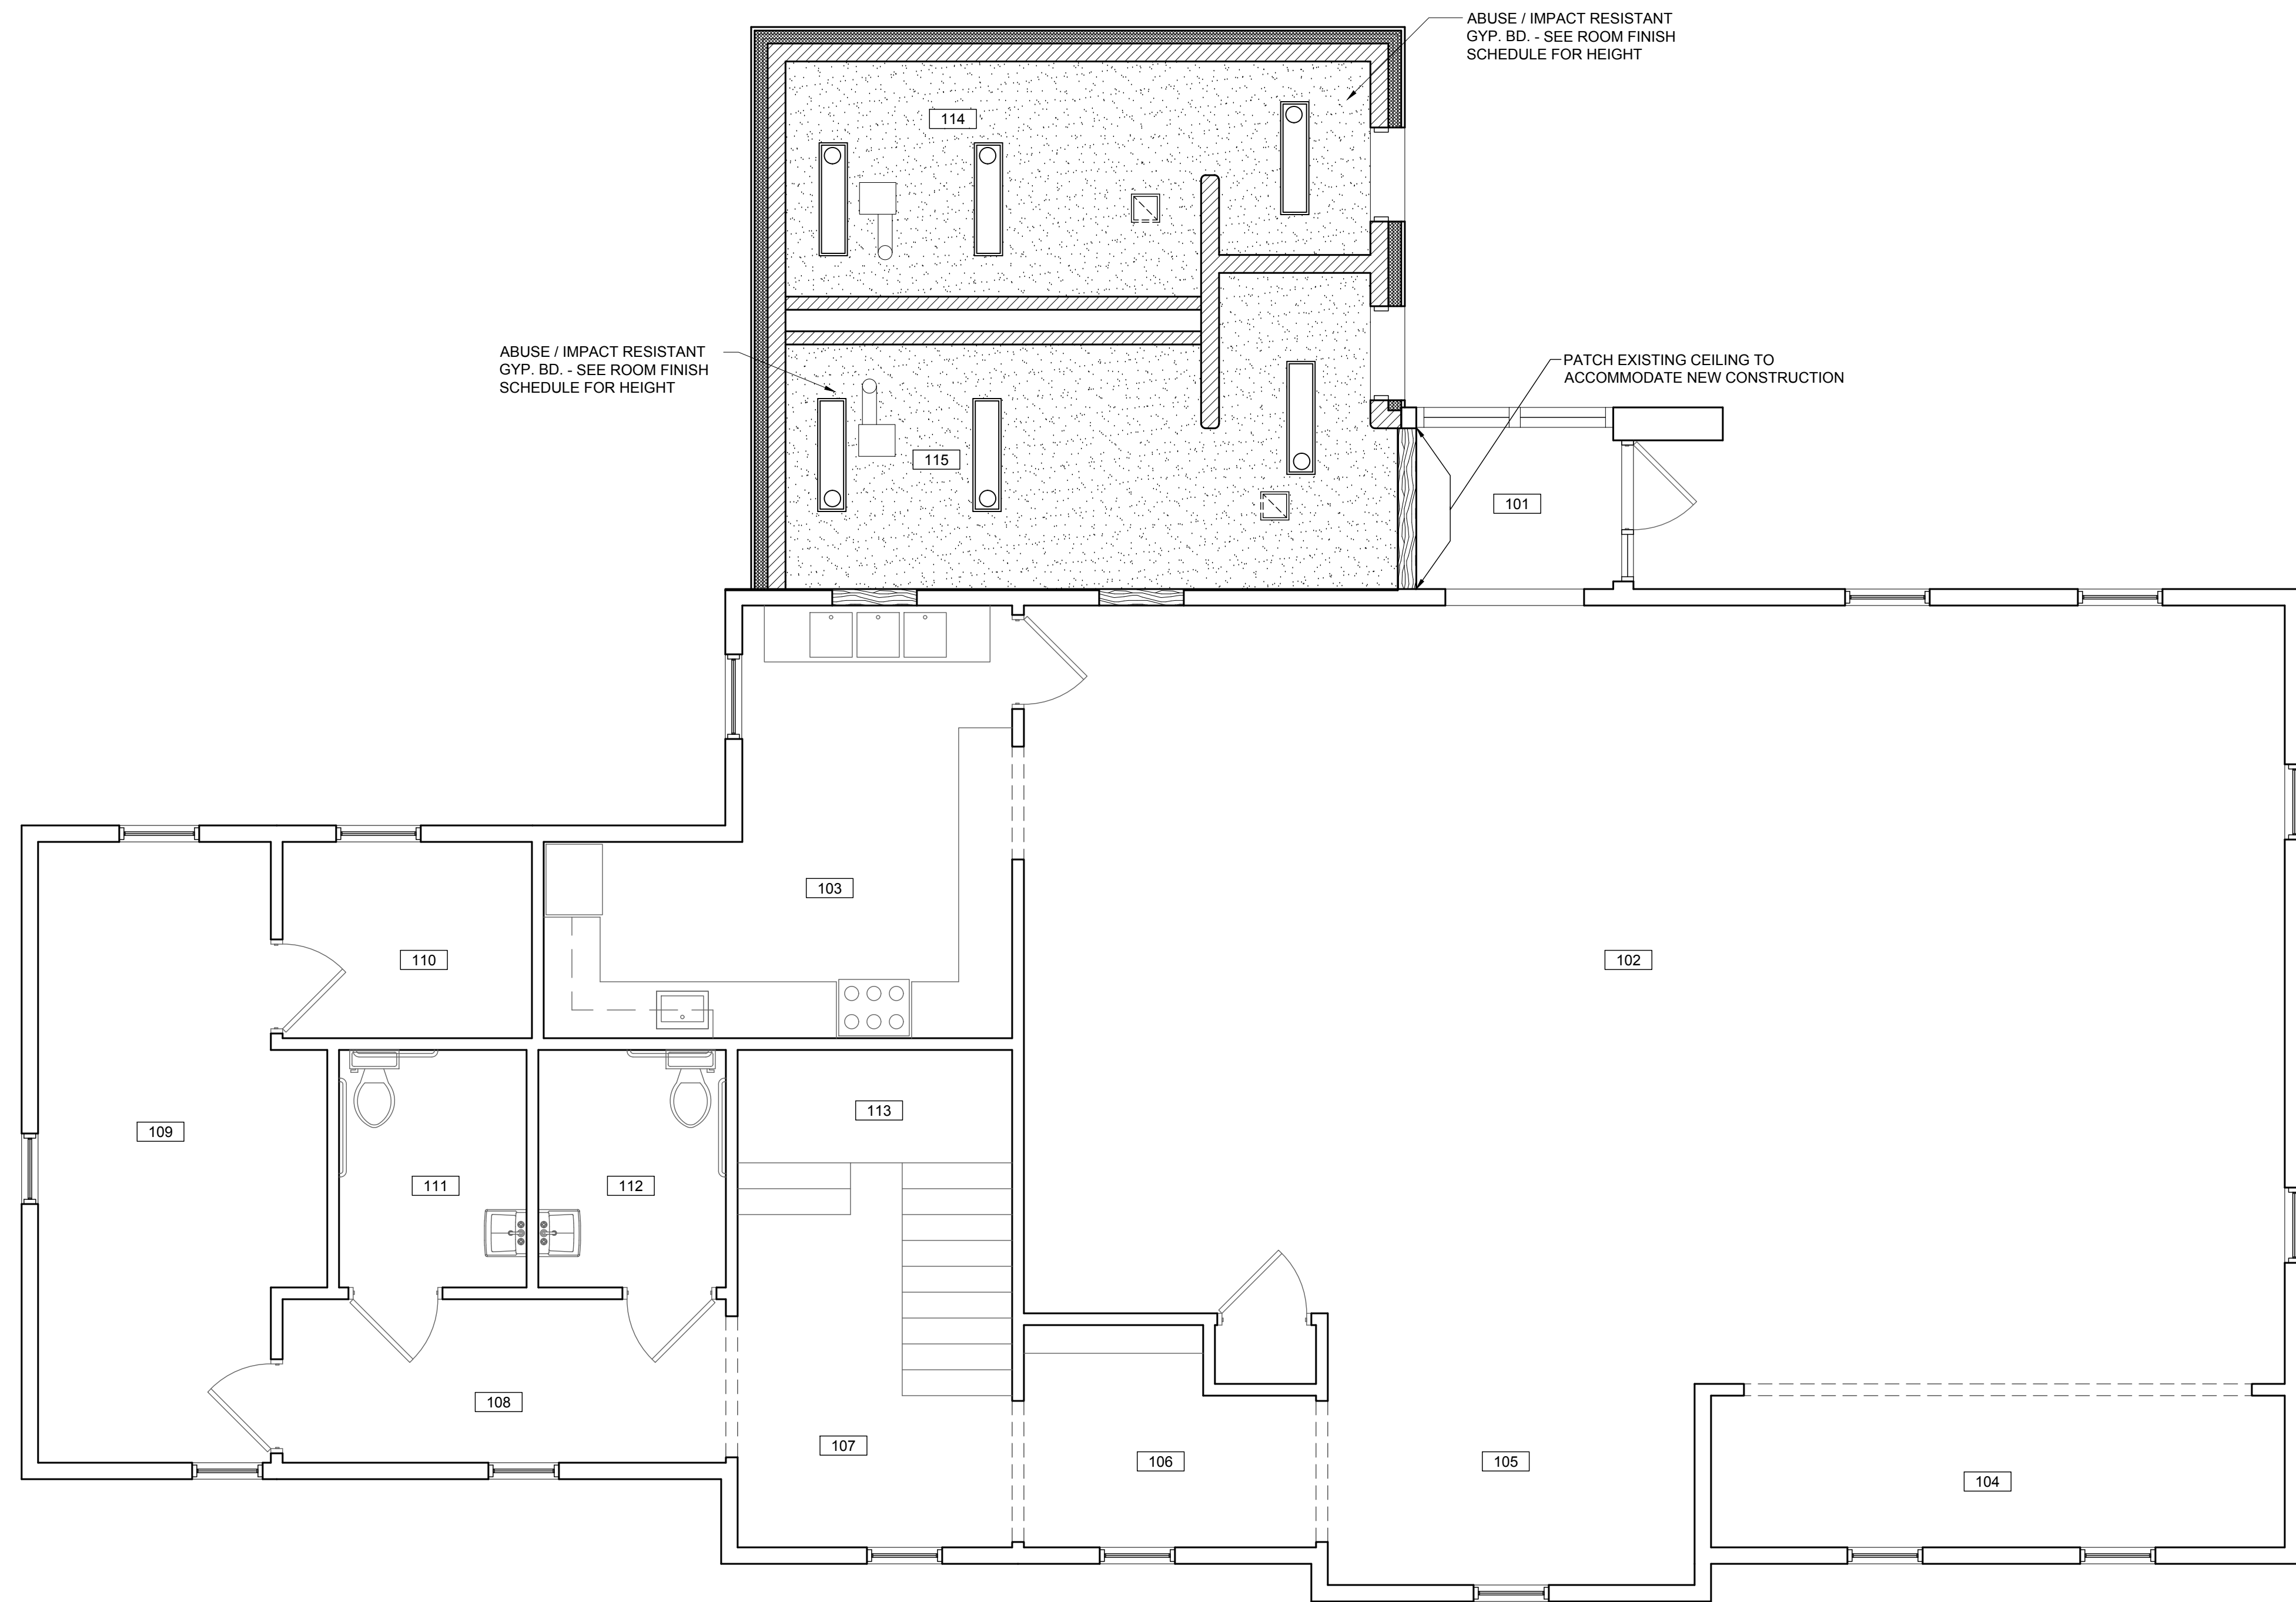 ABUSE / IMPACT RESISTANT
GYP. BD. - SEE ROOM FINISH
SCHEDULE FOR HEIGHT
114
ABUSE / IMPACT RESISTANT
GYP. BD. - SEE ROOM FINISH
SCHEDULE FOR HEIGHT
PATCH EXISTING CEILING TO
ACCOMMODATE NEW CONSTRUCTION
115
101
103
110
102
113
109
111
112
108
107
106
105
104